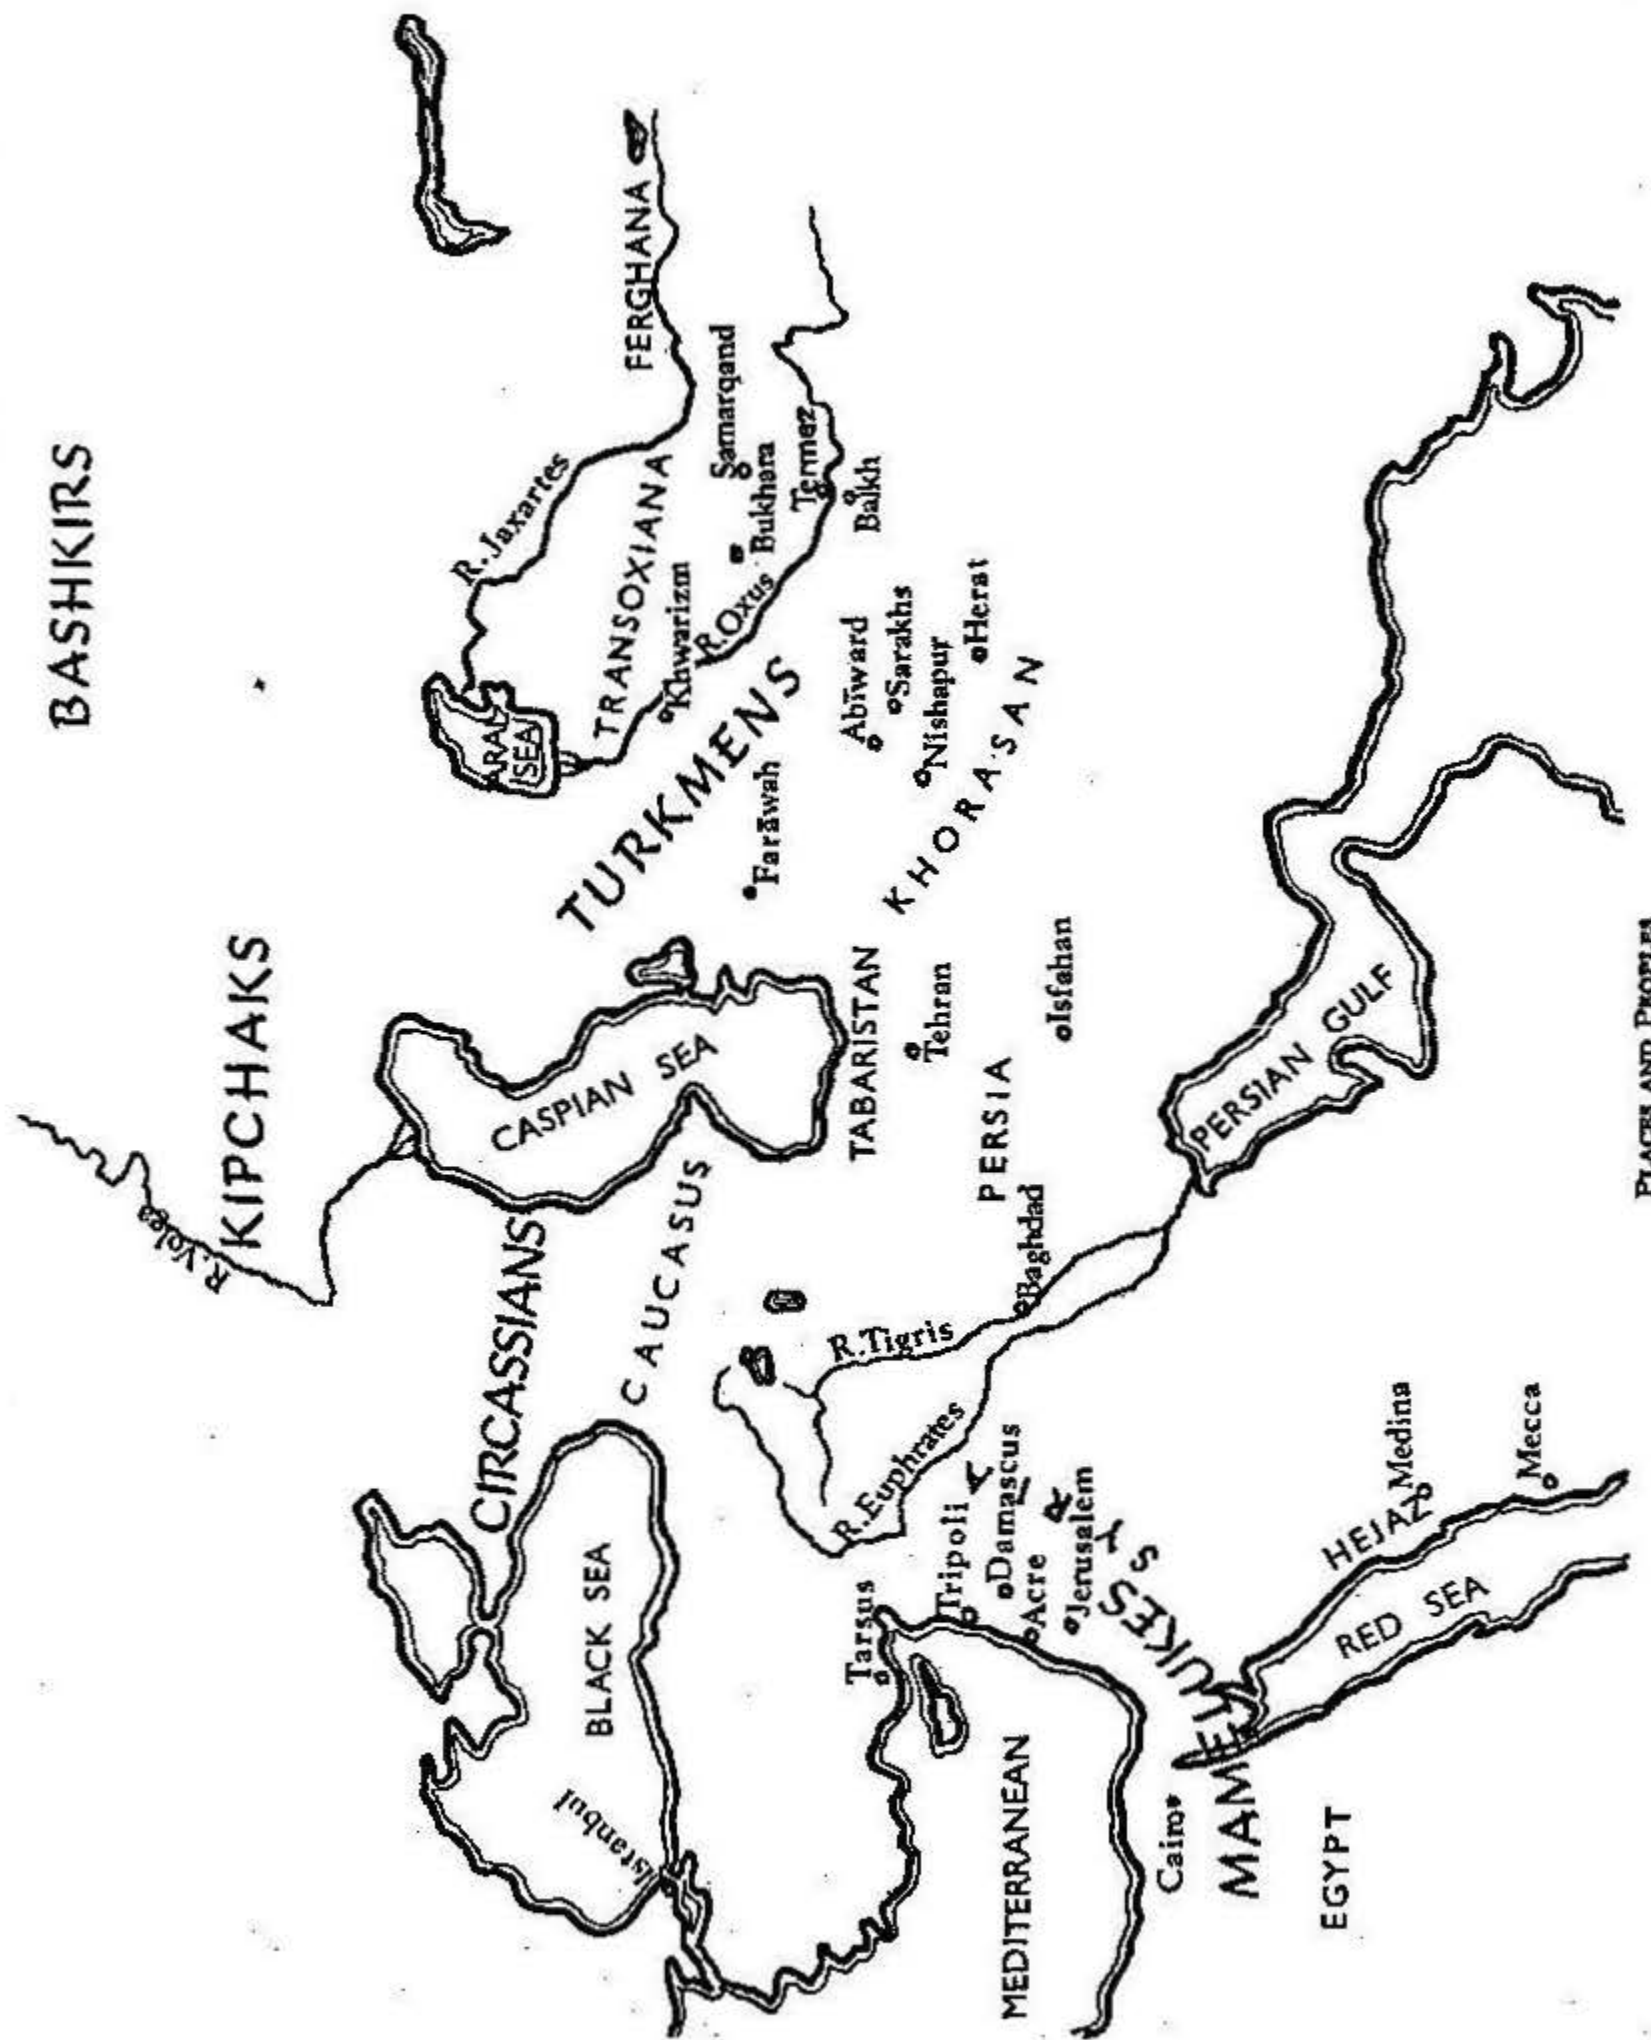 BASHKIRS
KIPCHAKS
R.Volga
R.Jaxartes
ARAL
SEA
FERGHANA
TRANSOXIANA
Khwarizm
Samarqand
Bukhara
R.Oxus
Termez
Balkh
TURKMENS
Farāwah
Abīward
Sarakhs
Nishapur
Herat
KHORASAN
CIRCASSIANS
CASPIAN SEA
CAUCASUS
TABARISTAN
Tehran
Isfahan
PERSIA
Baghdad
R.Tigris
R.Euphrates
PERSIAN GULF
BLACK SEA
Istanbul
Tarsus
Tripoli
Damascus
Acre
Jerusalem
SYRIA
MEDITERRANEAN
MAMELUKES
Cairo
EGYPT
RED SEA
HEJAZ
Medina
Mecca
PLACES AND PEOPLES